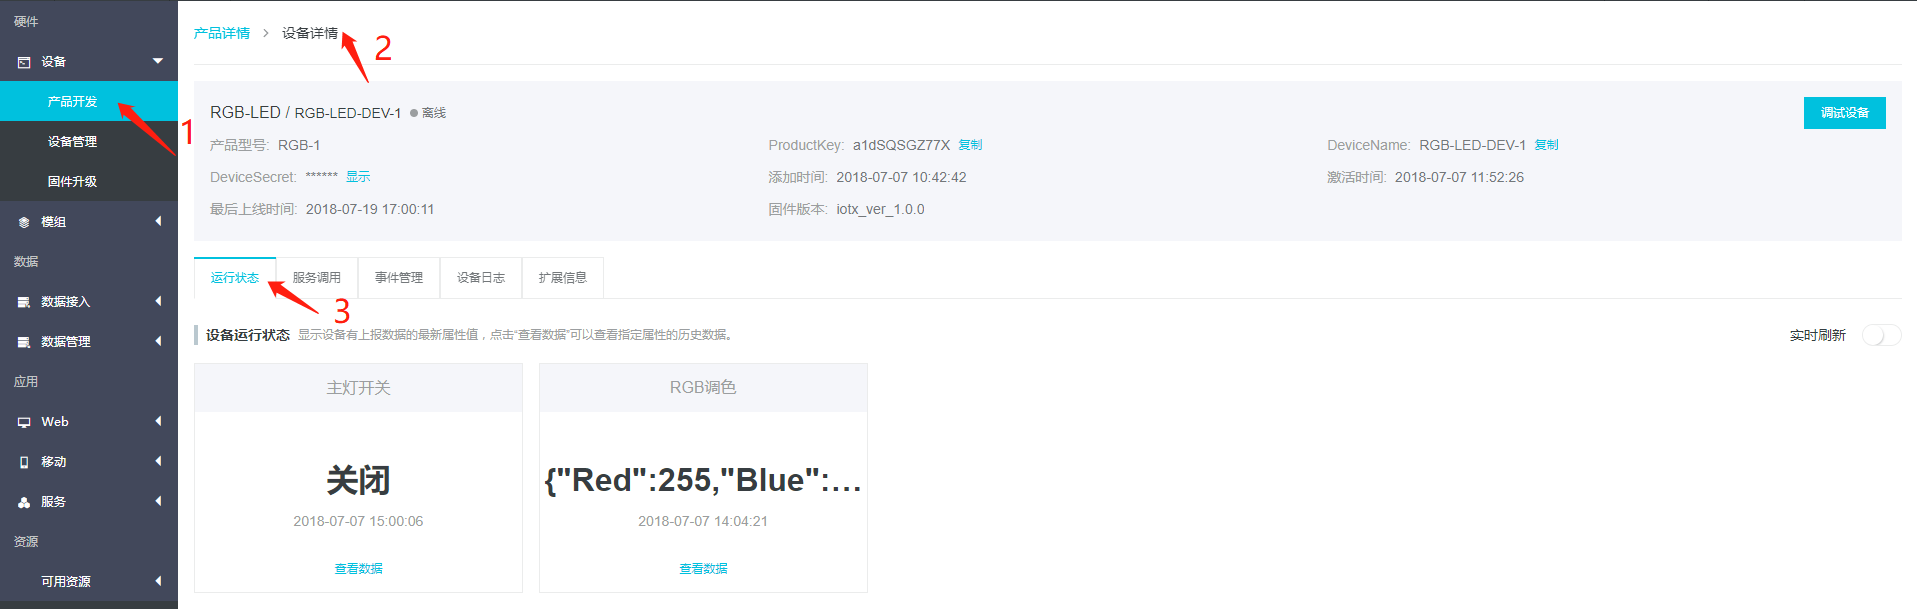 硬件
设备
产品开发
设备管理
固件升级
模组
数据
数据接入
数据管理
应用
Web
移动
服务
资源
可用资源
1
产品详情 > 设备详情
2
RGB-LED / RGB-LED-DEV-1 离线
调试设备
产品型号: RGB-1
ProductKey: a1dSQSGZ77X 复制
DeviceName: RGB-LED-DEV-1 复制
DeviceSecret: ****** 显示
添加时间: 2018-07-07 10:42:42
激活时间: 2018-07-07 11:52:26
最后上线时间: 2018-07-19 17:00:11
固件版本: iotx_ver_1.0.0
运行状态 服务调用 事件管理 设备日志 扩展信息
3
设备运行状态 显示设备有上报数据的最新属性值，点击“查看数据”可以查看指定属性的历史数据。
实时刷新
主灯开关
关闭
2018-07-07 15:00:06
查看数据
RGB调色
{"Red":255,"Blue":...
2018-07-07 14:04:21
查看数据